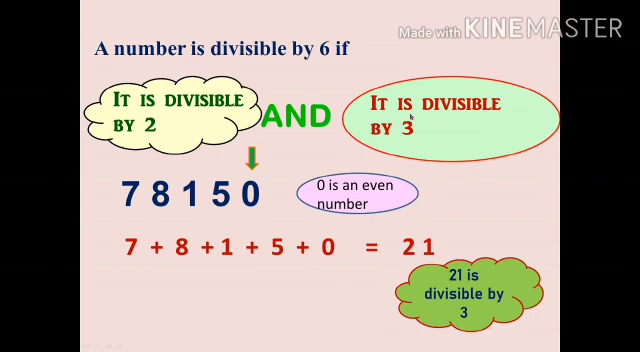 Made with KINEMASTER
A number is divisible by 6 if
IT IS DIVISIBLE
BY 2
AND
IT IS DIVISIBLE
BY 3
7 8 1 5 0
0 is an even
number
7 + 8 + 1 + 5 + 0 = 2 1
21 is
divisible by
3